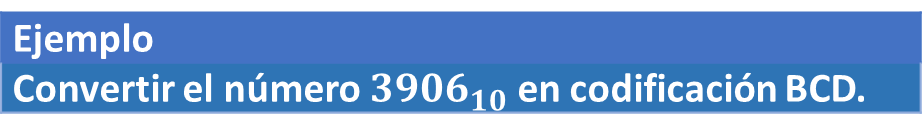 Ejemplo
Convertir el número 3906₁₀ en codificación BCD.